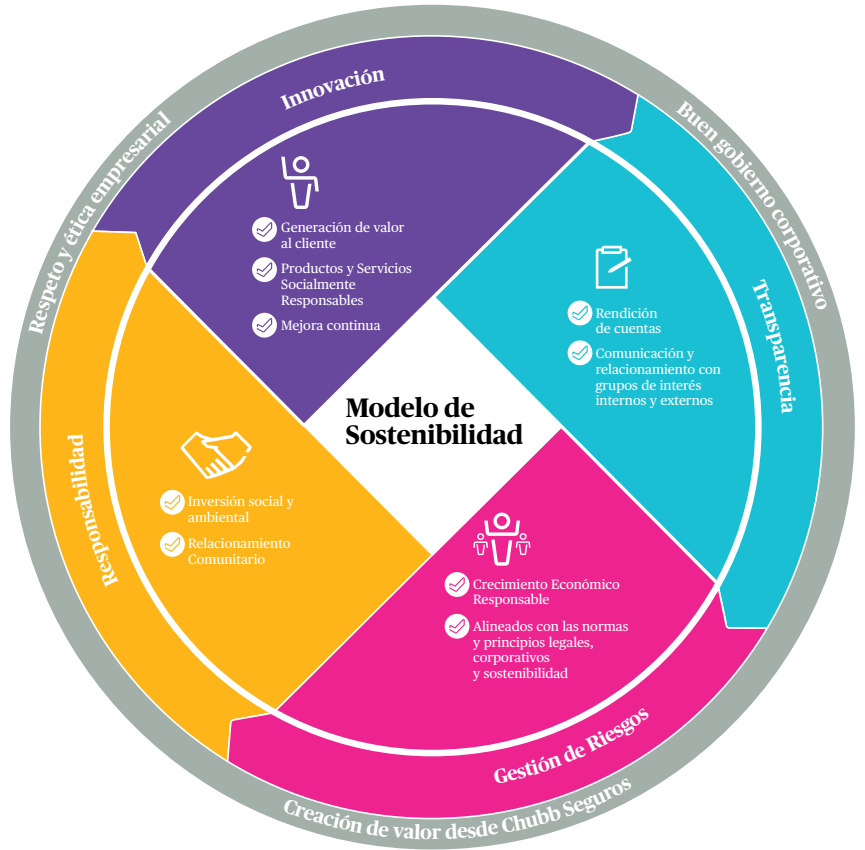 Respeto y ética empresarial
Buen gobierno corporativo
Creación de valor desde Chubb Seguros
Innovación
Generación de valor
al cliente
Productos y Servicios
Socialmente
Responsables
Mejora continua
Transparencia
Rendición
de cuentas
Comunicación y
relacionamiento con
grupos de interés
internos y externos
Modelo de
Sostenibilidad
Responsabilidad
Inversión social y
ambiental
Relacionamiento
Comunitario
Gestión de Riesgos
Crecimiento Económico
Responsable
Alineados con las normas
y principios legales,
corporativos
y sostenibilidad